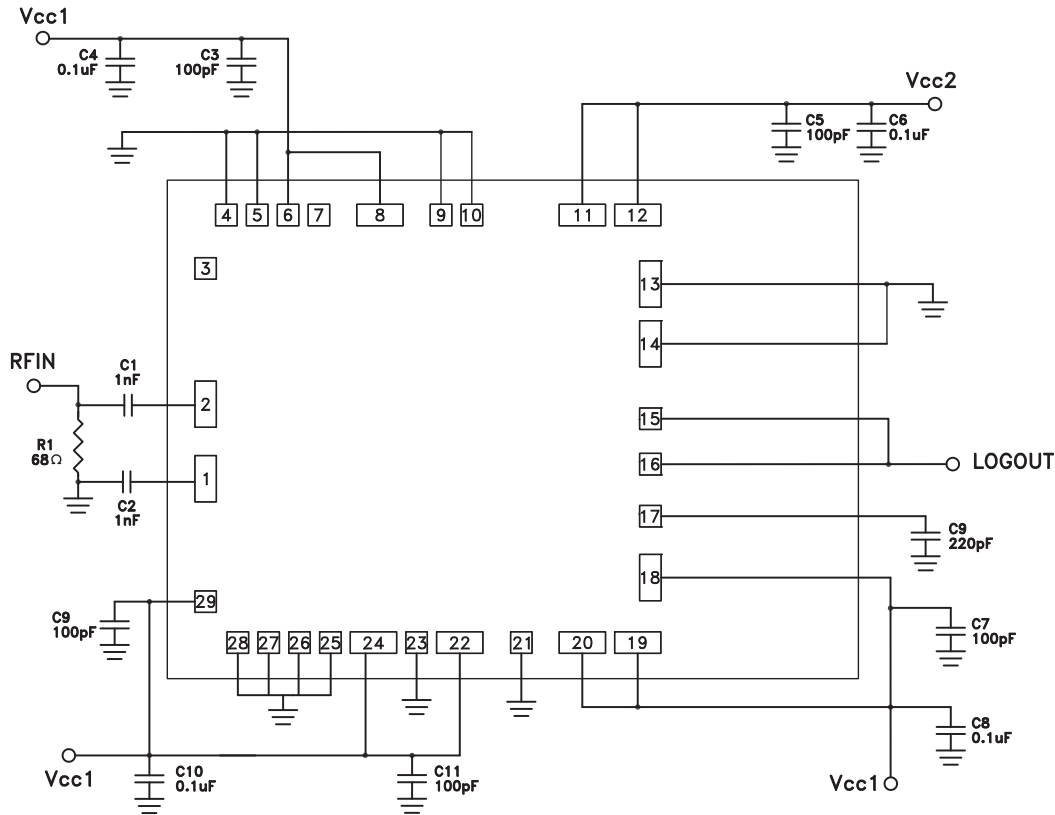 Vcc1
C4
0.1uF
C3
100pF
Vcc2
C5
100pF
C6
0.1uF
4
5
6
7
8
9
10
11
12
3
13
14
RFIN
C1
1nF
2
R1
68Ω
1
C2
1nF
15
16
LOGOUT
17
C9
220pF
18
29
C9
100pF
28
27
26
25
24
23
22
21
20
19
C7
100pF
C8
0.1uF
Vcc1
C10
0.1uF
C11
100pF
Vcc1